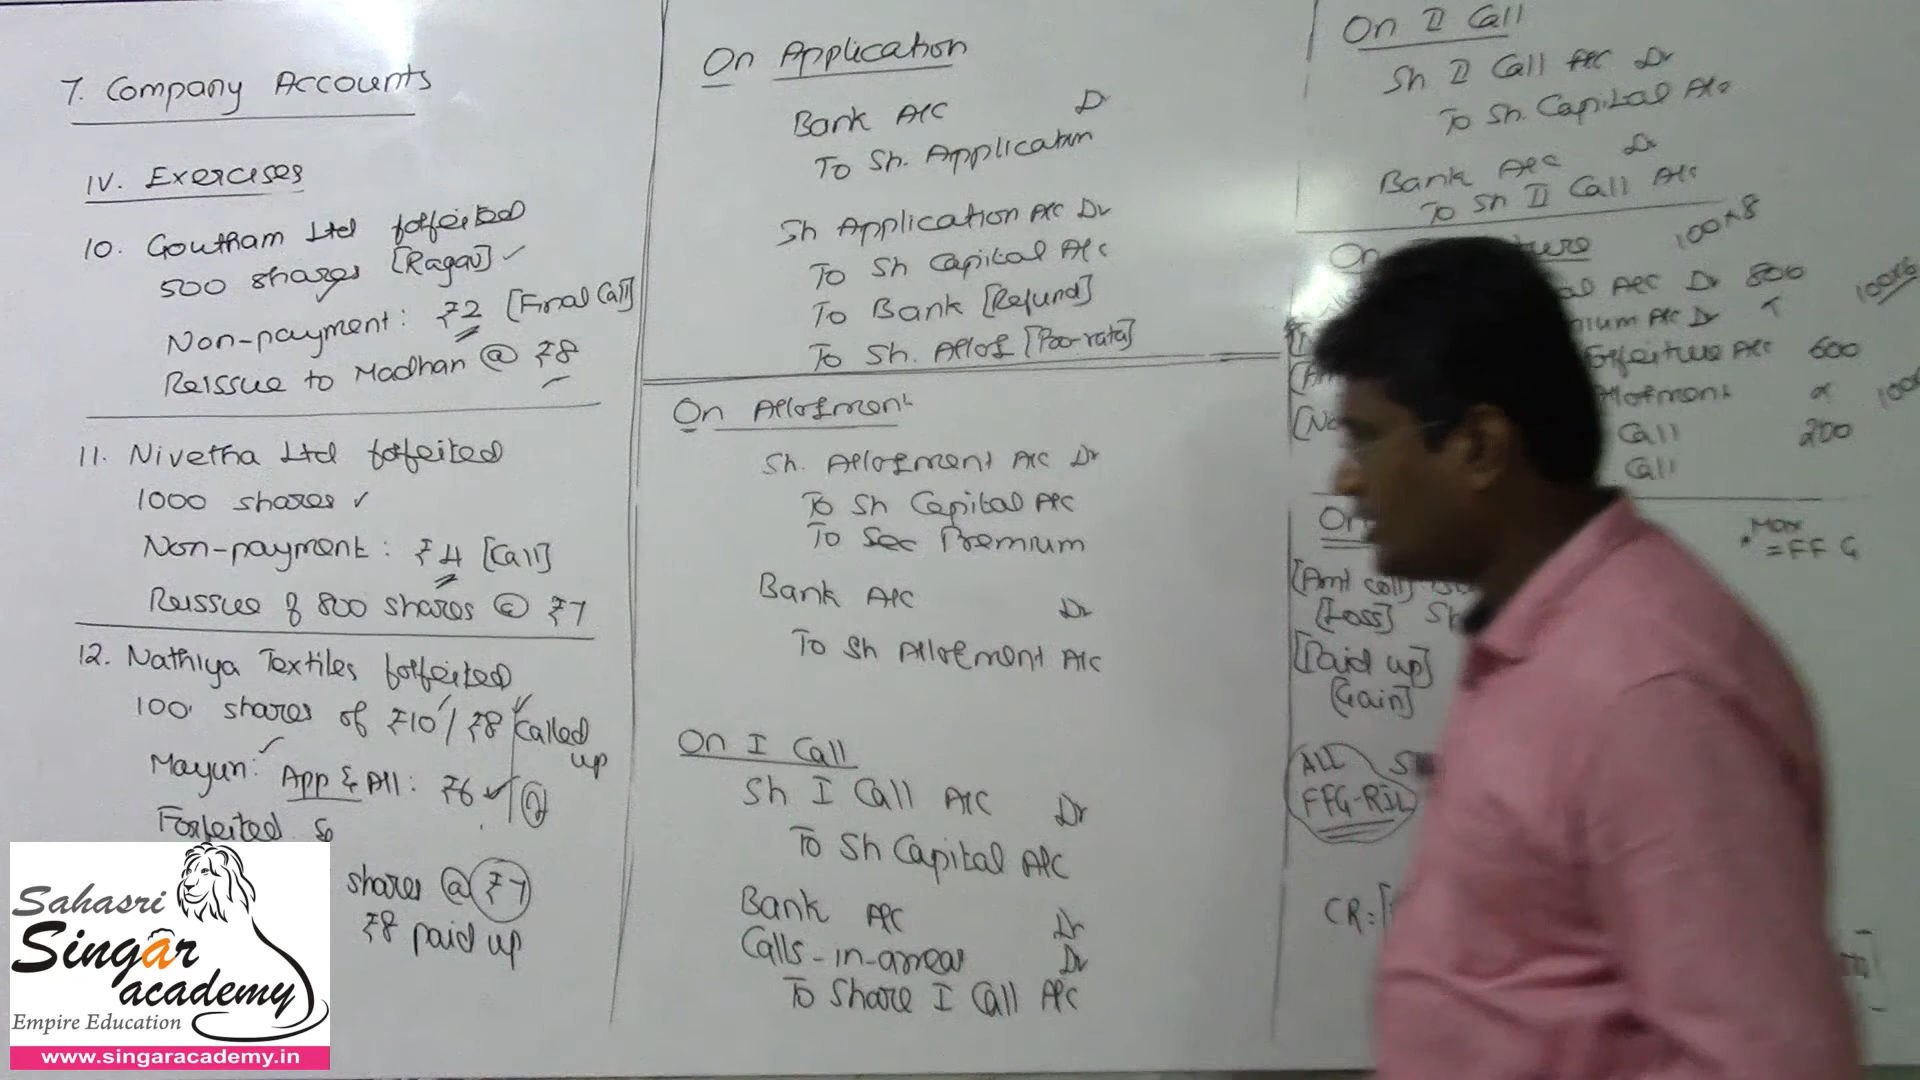 7. Company Accounts
IV. Exercises
10. Goutham Ltd forfeited
500 shares [Ragav] ✓
Non-payment: ₹2 [Final Call]
Reissue to Madhan @ ₹8
11. Nivetha Ltd forfeited
1000 shares ✓
Non-payment: ₹4 [Call]
Reissue of 800 shares @ ₹7
12. Nathiya Textiles forfeited
100 shares of ₹10 / ₹8 called
up
Mayun: App & All: ₹6
Forfeited
shares @ ₹7
₹8 paid up
Sahasri
Singar
academy
Empire Education
www.singaracademy.in
On Application
Bank A/C Dr
To Sh. Application
Sh Application A/C Dr
To Sh Capital A/C
To Bank [Refund]
To Sh. Allot [Pro-rata]
On Allotment
Sh. Allotment A/C Dr
To Sh Capital A/C
To Sec Premium
Bank A/C Dr
To Sh Allotment A/C
On I Call
Sh I Call A/C Dr
To Sh Capital A/C
Bank A/C Dr
Calls-in-arrear Dr
To Share I Call A/C
On II Call
Sh II Call A/C Dr
To Sh. Capital A/c
Bank A/C Dr
To Sh II Call A/C
On
100×8
A/C Dr 800
A/C Dr
A/C 600
Call 200
Call
Max
= FFG
[Amt coll]
[Loss]
[Paid up]
[Gain]
ALL
FFG-RIL
CR =